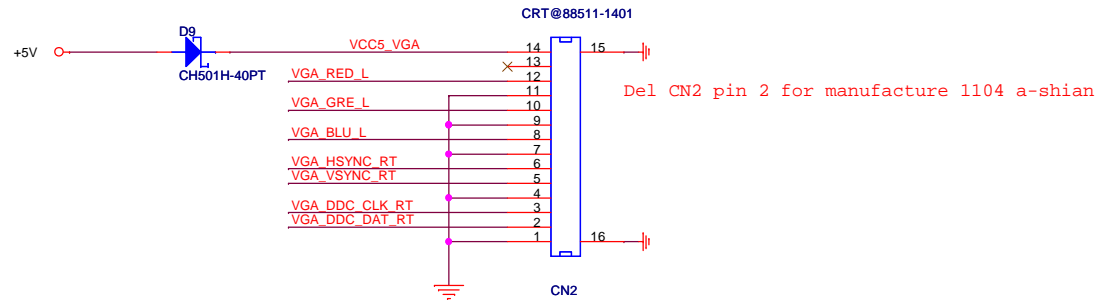 CRT@88511-1401
D9
+5V
VCC5_VGA
14
15
CH501H-40PT
13
VGA_RED_L
12
Del CN2 pin 2 for manufacture 1104 a-shian
11
VGA_GRE_L
10
9
VGA_BLU_L
8
7
VGA_HSYNC_RT
6
VGA_VSYNC_RT
5
4
VGA_DDC_CLK_RT
3
VGA_DDC_DAT_RT
2
1
16
CN2